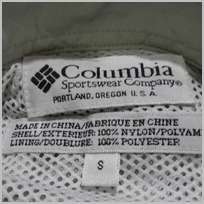 Columbia
Sportswear Company®
PORTLAND, OREGON U.S.A.
MADE IN CHINA/FABRIQUE EN CHINE
SHELL/EXTERIEUR: 100% NYLON/POLYAM
LINING/DOUBLURE: 100% POLYESTER
S